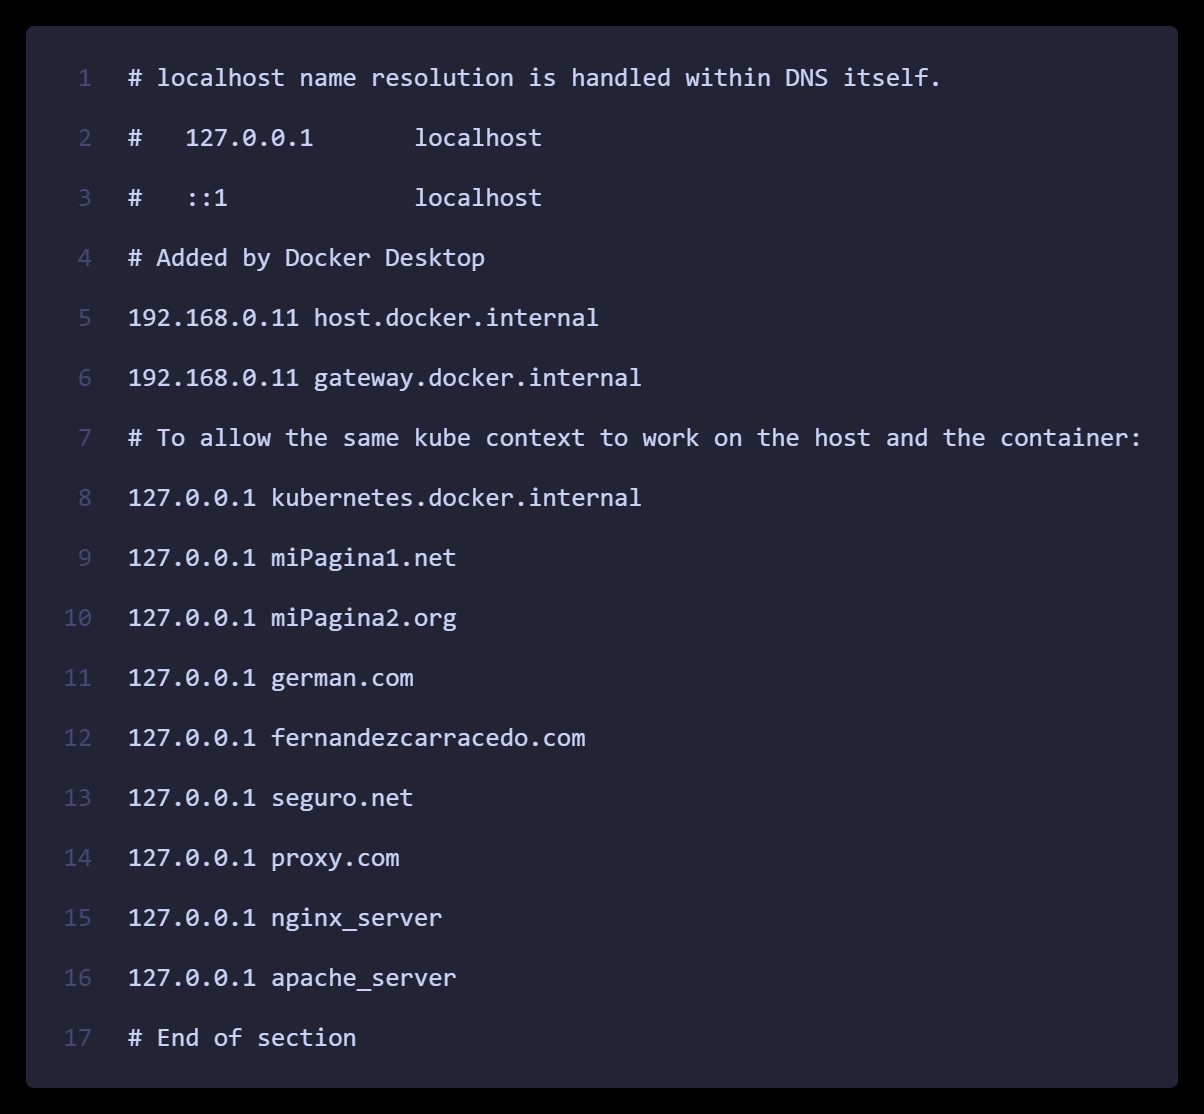 1 # localhost name resolution is handled within DNS itself.
2 #   127.0.0.1       localhost
3 #   ::1             localhost
4 # Added by Docker Desktop
5 192.168.0.11 host.docker.internal
6 192.168.0.11 gateway.docker.internal
7 # To allow the same kube context to work on the host and the container:
8 127.0.0.1 kubernetes.docker.internal
9 127.0.0.1 miPagina1.net
10 127.0.0.1 miPagina2.org
11 127.0.0.1 german.com
12 127.0.0.1 fernandezcarracedo.com
13 127.0.0.1 seguro.net
14 127.0.0.1 proxy.com
15 127.0.0.1 nginx_server
16 127.0.0.1 apache_server
17 # End of section